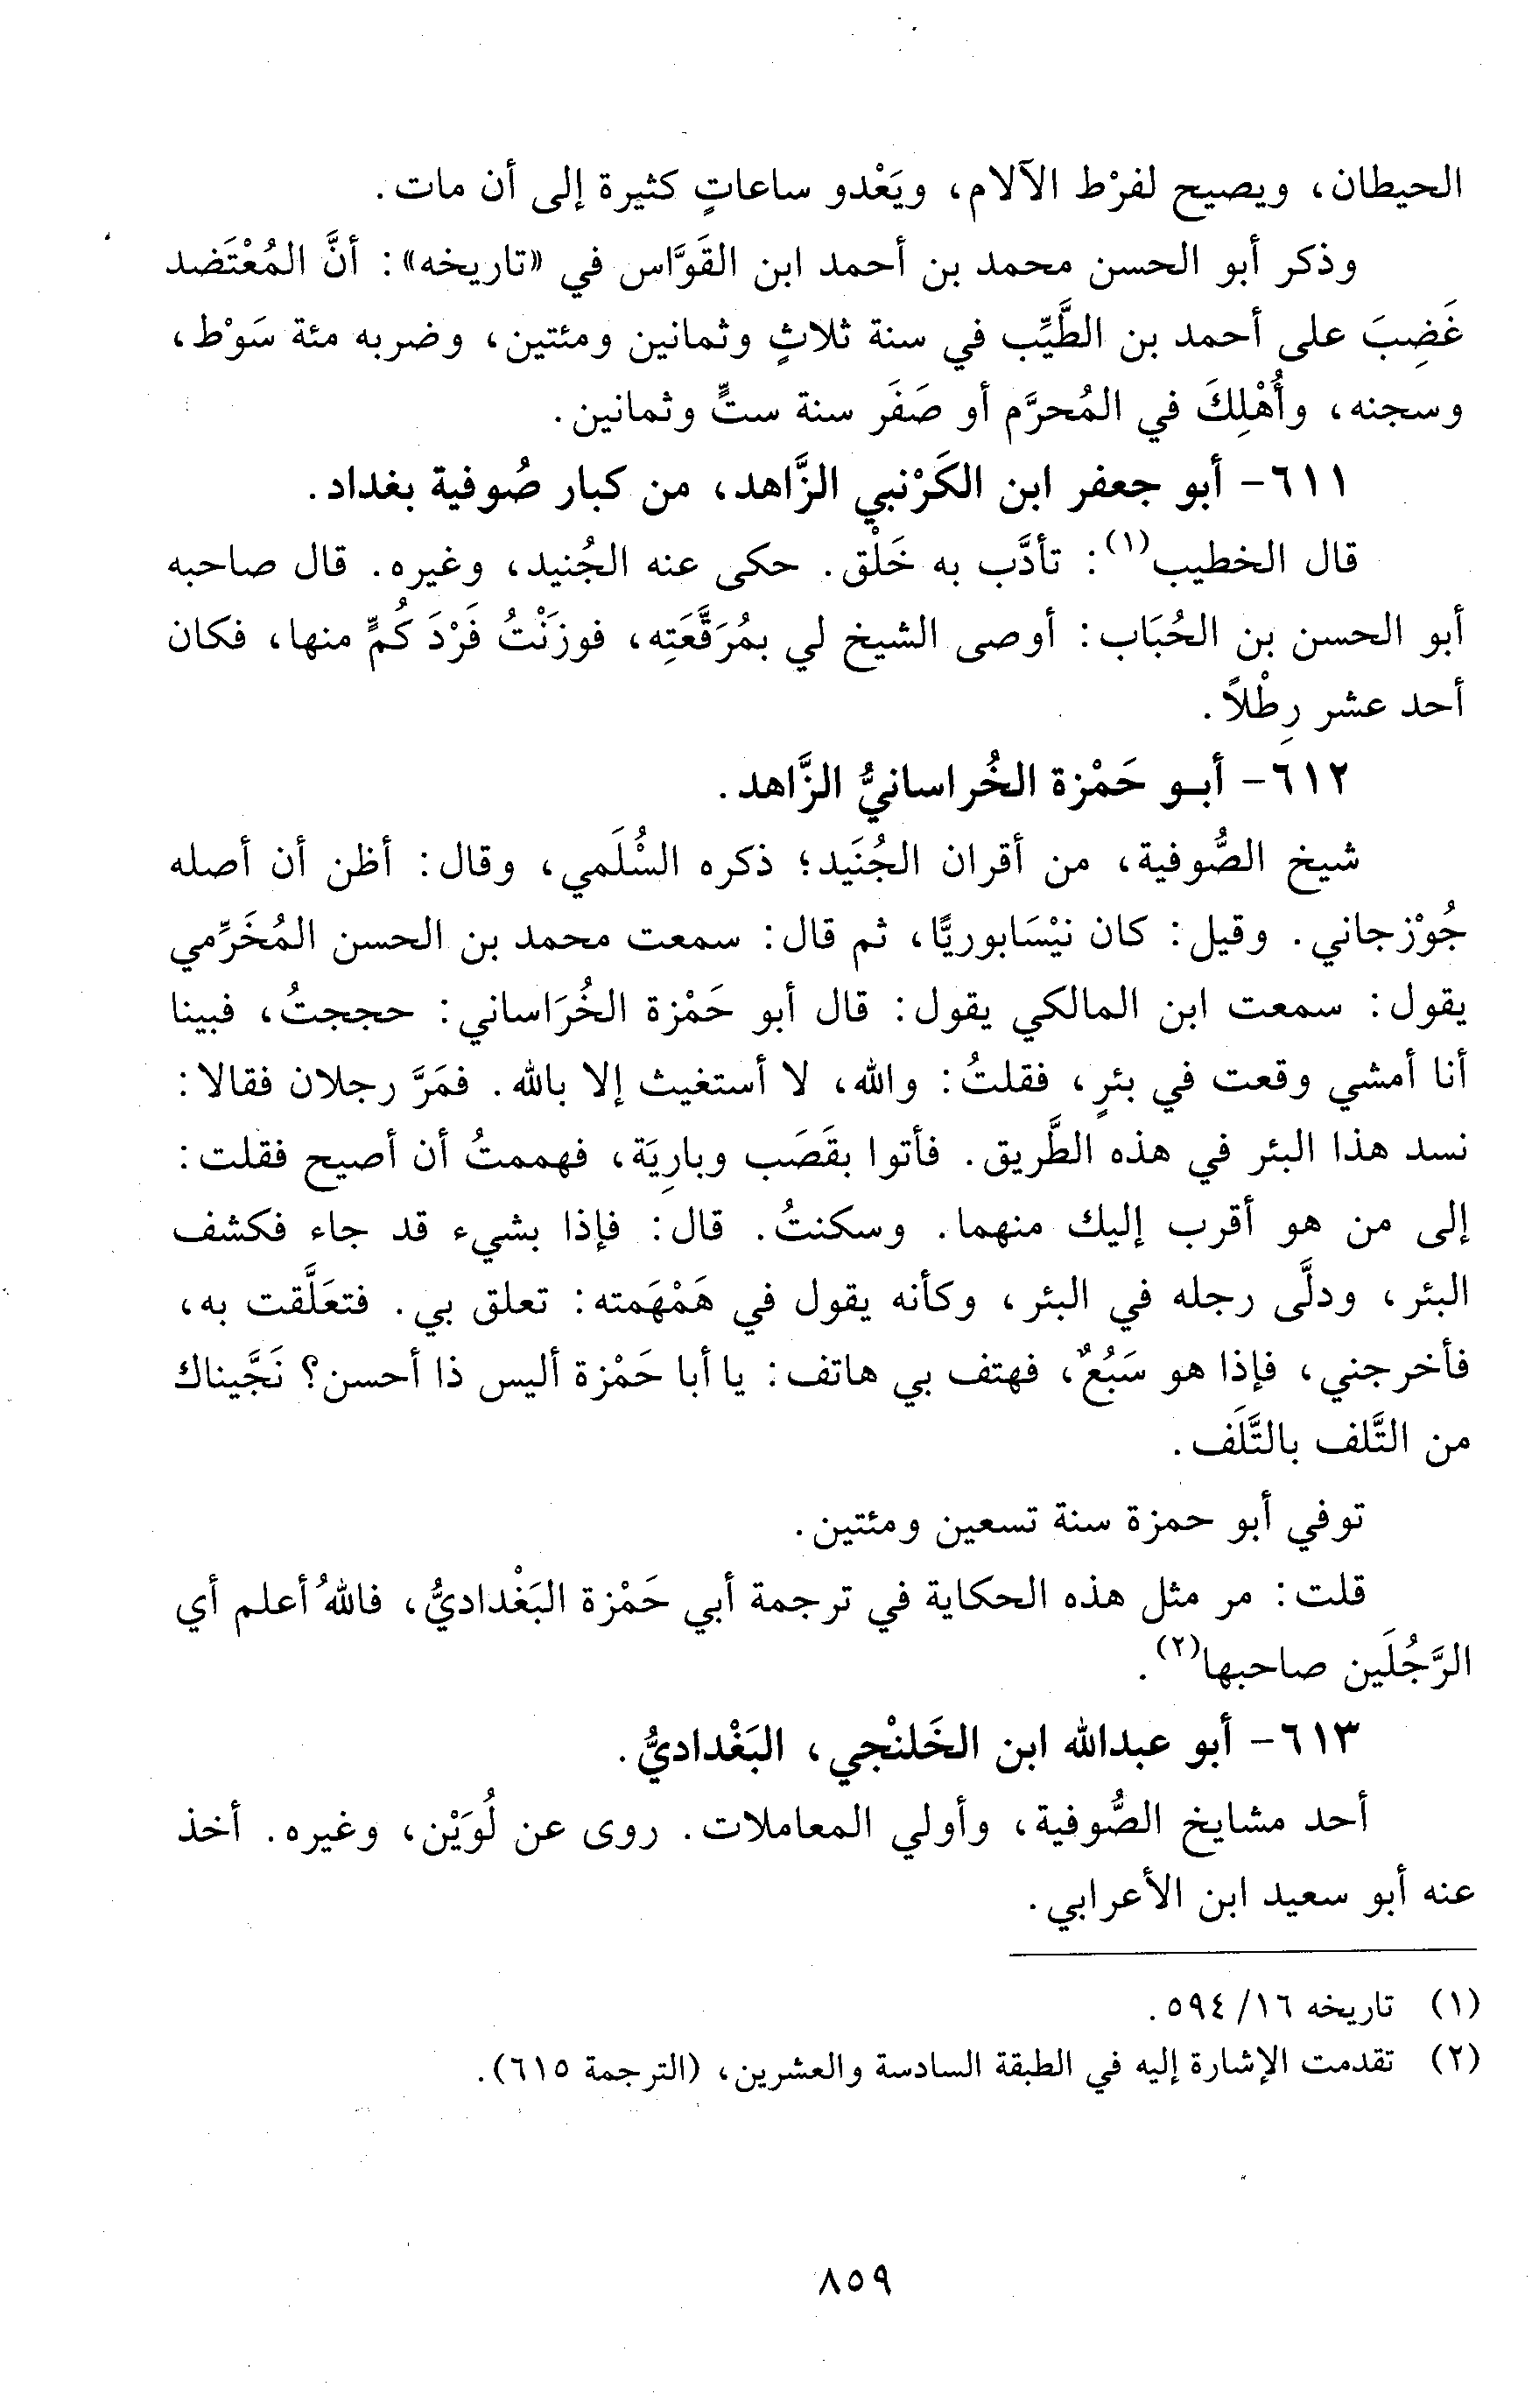 الحيطان، ويصيح لفرْط الآلام، ويَعْدو ساعاتٍ كثيرة إلى أن مات.
وذكر أبو الحسن محمد بن أحمد ابن القَوَّاس في «تاريخه»: أنَّ المُعْتَضد
غَضِبَ على أحمد بن الطَّيِّب في سنة ثلاثٍ وثمانين ومئتين، وضربه مئة سَوْط،
وسجنه، وأُهْلِكَ في المُحرَّم أو صَفَر سنة ستٍّ وثمانين.
٦١١- أبو جعفر ابن الكَرْنبي الزَّاهد، من كبار صُوفية بغداد.
قال الخطيب(١): تأدَّب به خَلْق. حكى عنه الجُنيد، وغيره. قال صاحبه
أبو الحسن بن الحُبَاب: أوصى الشيخ لي بمُرَقَّعَتِه، فوزَنْتُ فَرْدَ كُمٍّ منها، فكان
أحد عشر رِطْلاً.
٦١٢- أبو حَمْزة الخُراسانيُّ الزَّاهد.
شيخ الصُّوفية، من أقران الجُنَيد؛ ذكره السُّلَمي، وقال: أظن أن أصله
جُوْزجاني. وقيل: كان نيْسَابوريًّا، ثم قال: سمعت محمد بن الحسن المُخَرِّمي
يقول: سمعت ابن المالكي يقول: قال أبو حَمْزة الخُرَاساني: حججتُ، فبينا
أنا أمشي وقعت في بئرٍ، فقلتُ: والله، لا أستغيث إلا بالله. فمَرَّ رجلان فقالا:
نسد هذا البئر في هذه الطَّريق. فأتوا بقَصَب وبارِيَة، فهممتُ أن أصيح فقلت:
إلى من هو أقرب إليك منهما. وسكنتُ. قال: فإذا بشيء قد جاء فكشف
البئر، ودلَّى رجله في البئر، وكأنه يقول في هَمْهَمته: تعلق بي. فتعَلَّقت به،
فأخرجني، فإذا هو سَبُعٌ، فهتف بي هاتف: يا أبا حَمْزة أليس ذا أحسن؟ نَجَّيناك
من التَّلف بالتَّلَف.
توفي أبو حمزة سنة تسعين ومئتين.
قلت: مر مثل هذه الحكاية في ترجمة أبي حَمْزة البَغْداديُّ، فاللهُ أعلم أي
الرَّجُلَين صاحبها(٢).
٦١٣- أبو عبدالله ابن الخَلنْجي، البَغْداديُّ.
أحد مشايخ الصُّوفية، وأولي المعاملات. روى عن لُوَيْن، وغيره. أخذ
عنه أبو سعيد ابن الأعرابي.
(١) تاريخه ١٦/ ٥٩٤.
(٢) تقدمت الإشارة إليه في الطبقة السادسة والعشرين، (الترجمة ٦١٥).
٨٥٩